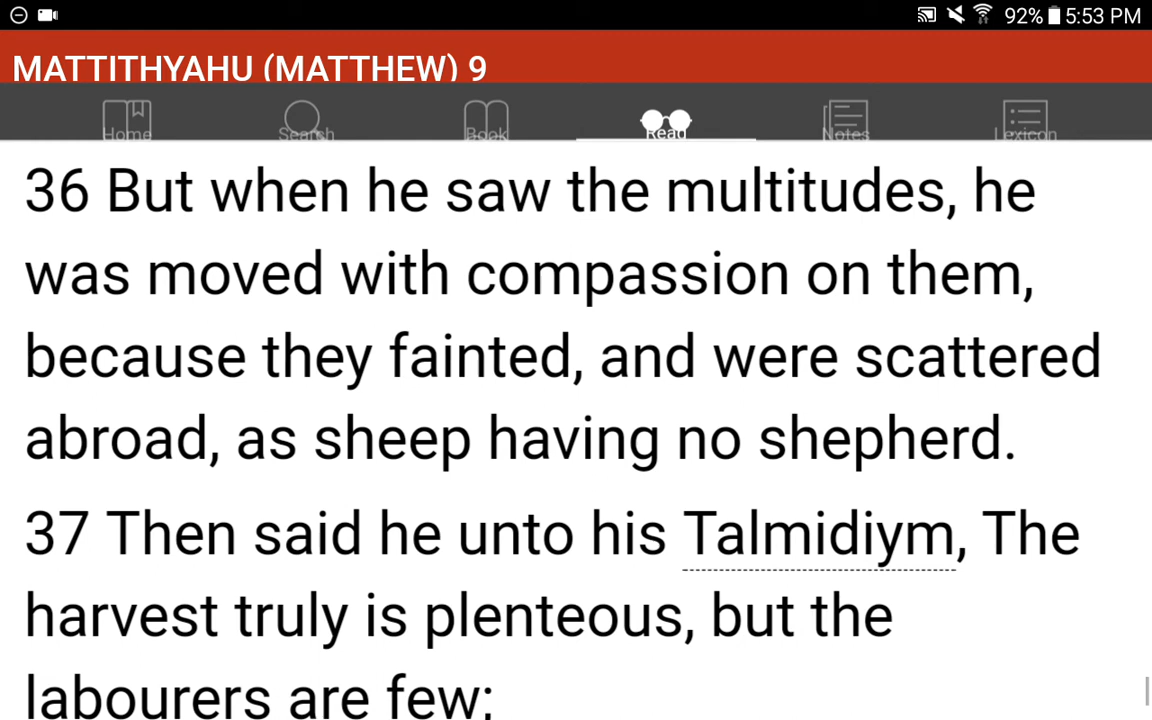 92% 5:53 PM
MATTITHYAHU (MATTHEW) 9
Home Search Book Read Notes Lexicon
36 But when he saw the multitudes, he
was moved with compassion on them,
because they fainted, and were scattered
abroad, as sheep having no shepherd.
37 Then said he unto his Talmidiym, The
harvest truly is plenteous, but the
labourers are few;